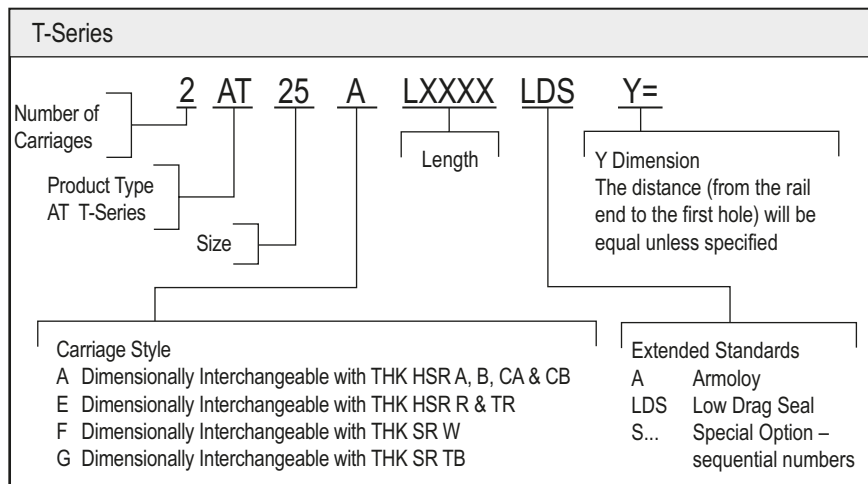 T-Series
2 AT 25 A LXXXX LDS Y=
Number of
Carriages
Product Type
AT T-Series
Size
Length
Y Dimension
The distance (from the rail
end to the first hole) will be
equal unless specified
Carriage Style
A Dimensionally Interchangeable with THK HSR A, B, CA & CB
E Dimensionally Interchangeable with THK HSR R & TR
F Dimensionally Interchangeable with THK SR W
G Dimensionally Interchangeable with THK SR TB
Extended Standards
A Armoloy
LDS Low Drag Seal
S... Special Option –
sequential numbers